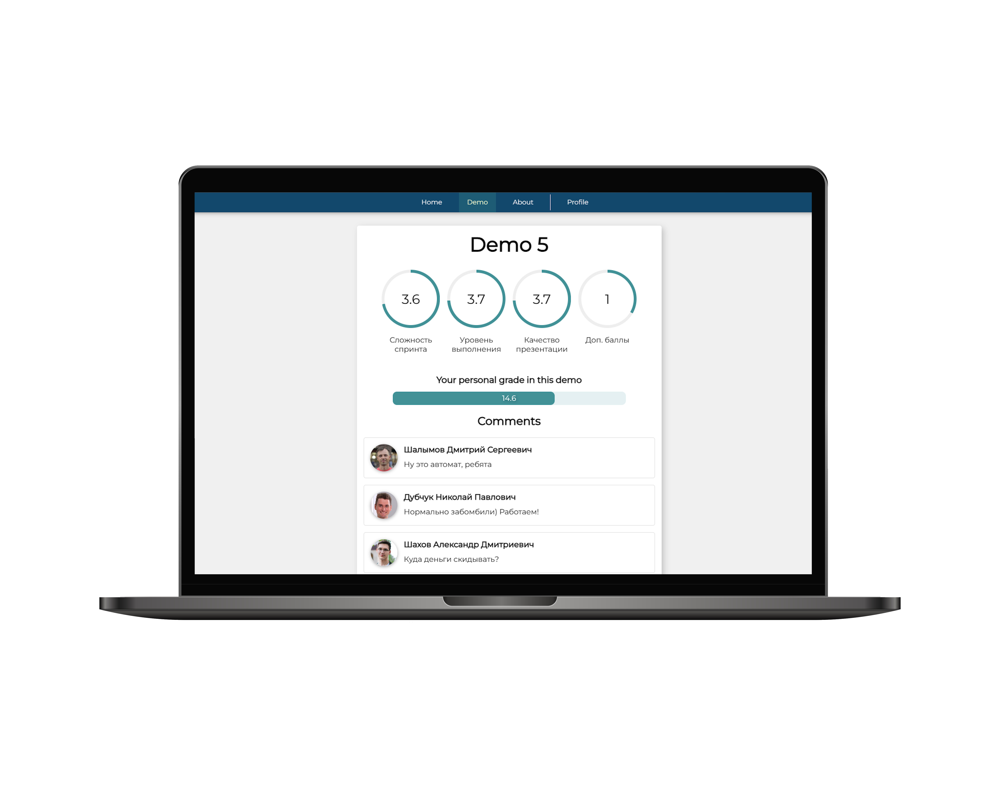 Home Demo About Profile
Demo 5
3.6 3.7 3.7 1
Сложность Уровень Качество Доп. баллы
спринта выполнения презентации
Your personal grade in this demo
14.6
Comments
Шалымов Дмитрий Сергеевич
Ну это автомат, ребята
Дубчук Николай Павлович
Нормально забомбили) Работаем!
Шахов Александр Дмитриевич
Куда деньги скидывать?